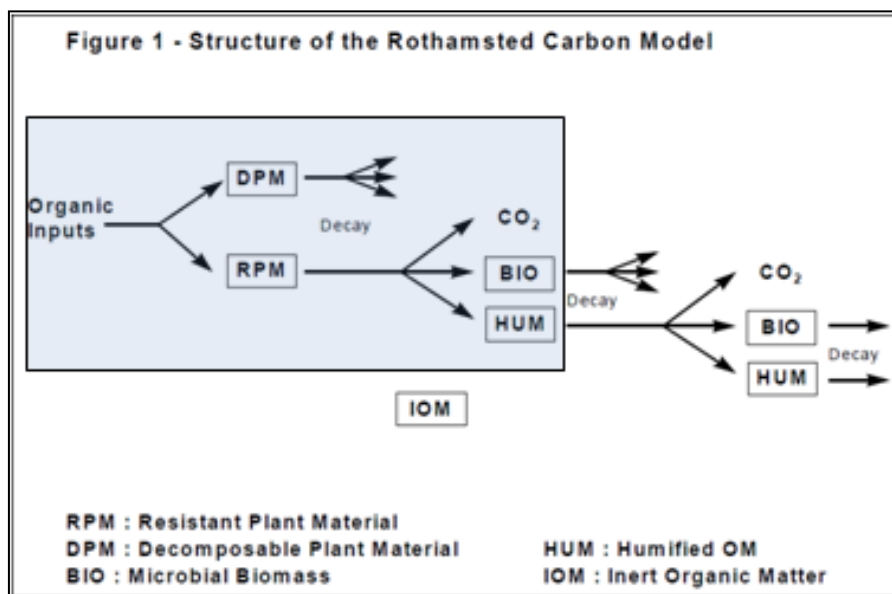 Figure 1 - Structure of the Rothamsted Carbon Model
DPM
Organic
Inputs
Decay
RPM
CO₂
BIO
HUM
Decay
CO₂
BIO
Decay
HUM
IOM
RPM : Resistant Plant Material
DPM : Decomposable Plant Material
HUM : Humified OM
BIO : Microbial Biomass
IOM : Inert Organic Matter